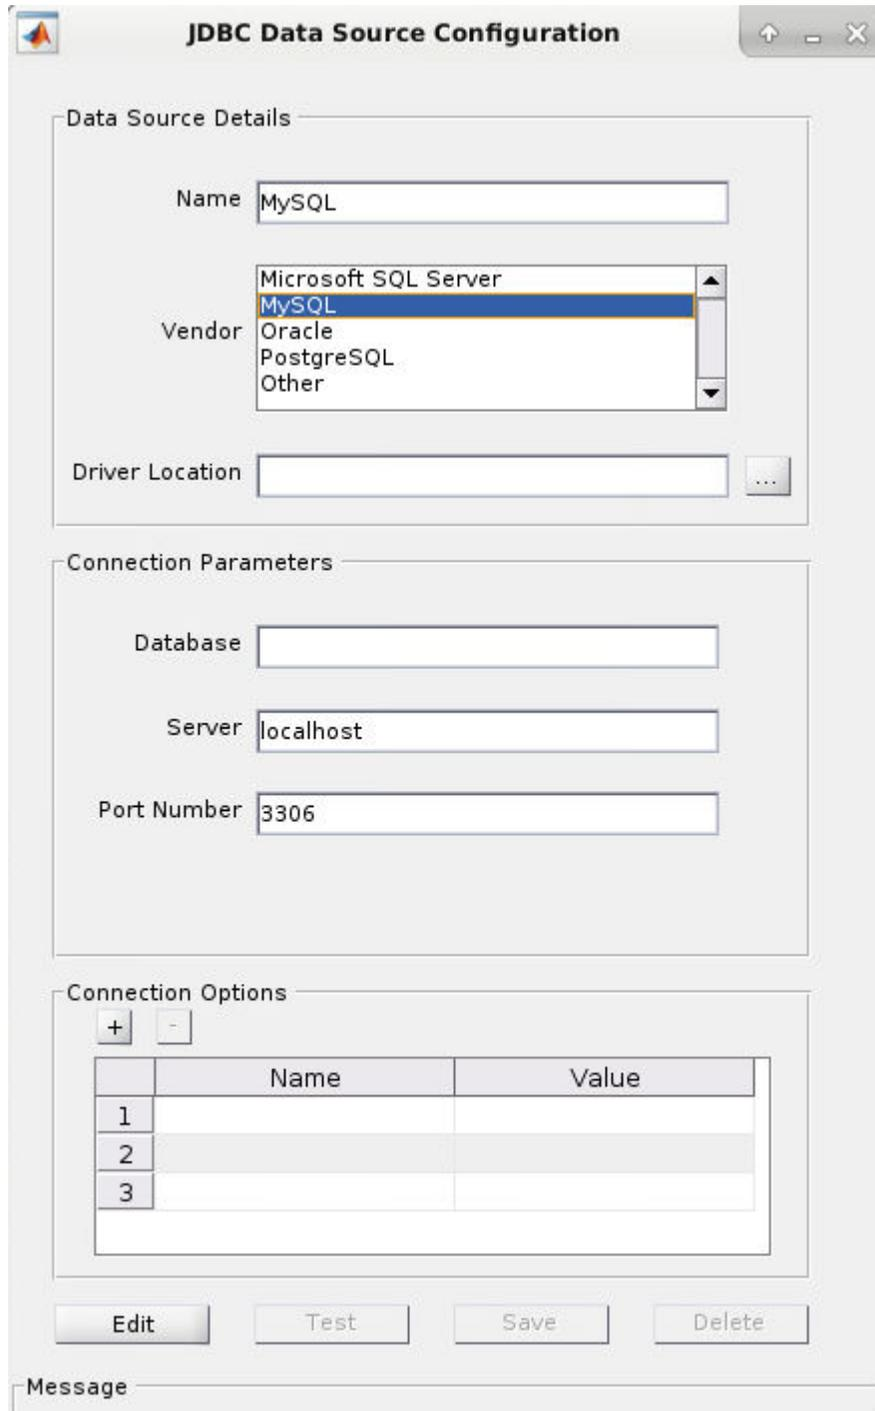 JDBC Data Source Configuration
Data Source Details
Name MySQL
Vendor
Microsoft SQL Server
MySQL
Oracle
PostgreSQL
Other
Driver Location ...
Connection Parameters
Database
Server localhost
Port Number 3306
Connection Options
+ -
Name Value
1
2
3
Edit Test Save Delete
Message